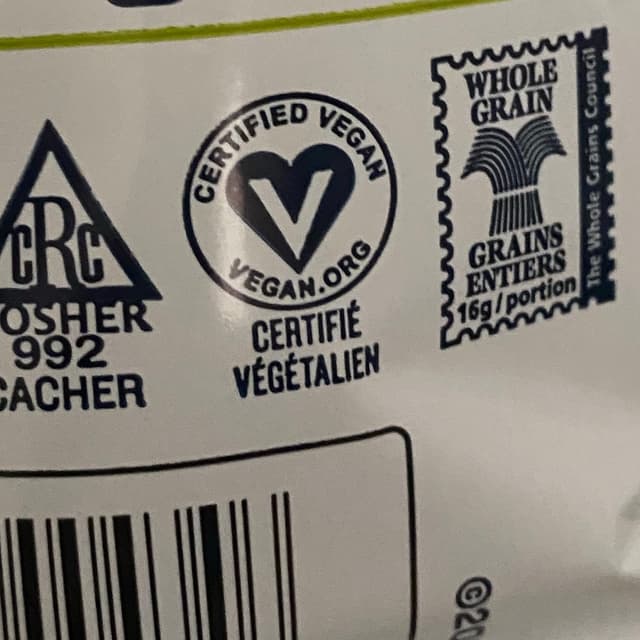 cRc
OSHER
992
CACHER
CERTIFIED VEGAN
V
VEGAN.ORG
CERTIFIÉ
VÉGÉTALIEN
WHOLE
GRAIN
GRAINS
ENTIERS
16g/portion
The Whole Grains Council
©20